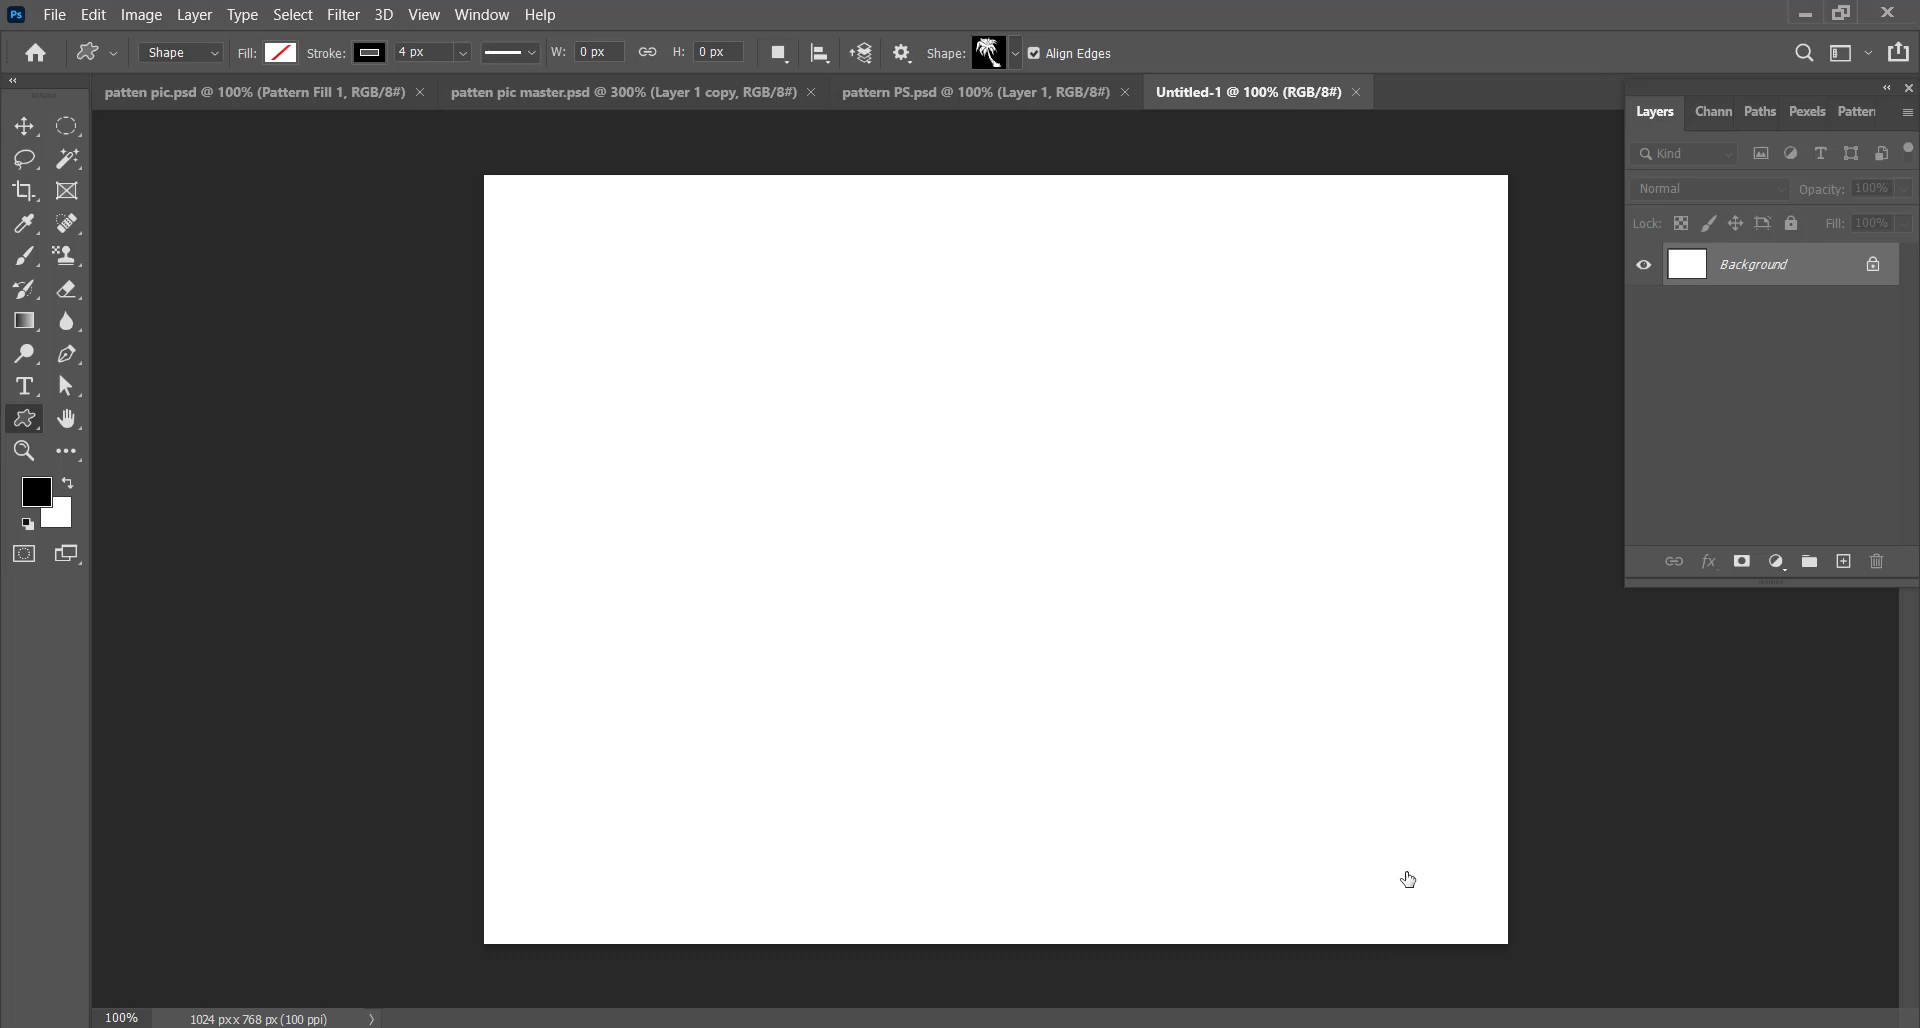 Ps File Edit Image Layer Type Select Filter 3D View Window Help
Shape Fill: Stroke: 4 px W: 0 px H: 0 px Shape: Align Edges
patten pic.psd @ 100% (Pattern Fill 1, RGB/8#) patten pic master.psd @ 300% (Layer 1 copy, RGB/8#) pattern PS.psd @ 100% (Layer 1, RGB/8#) Untitled-1 @ 100% (RGB/8#)
Layers Chann Paths Pexels Patter
Kind
Normal Opacity: 100%
Lock: Fill: 100%
Background
fx
100% 1024 px x 768 px (100 ppi)